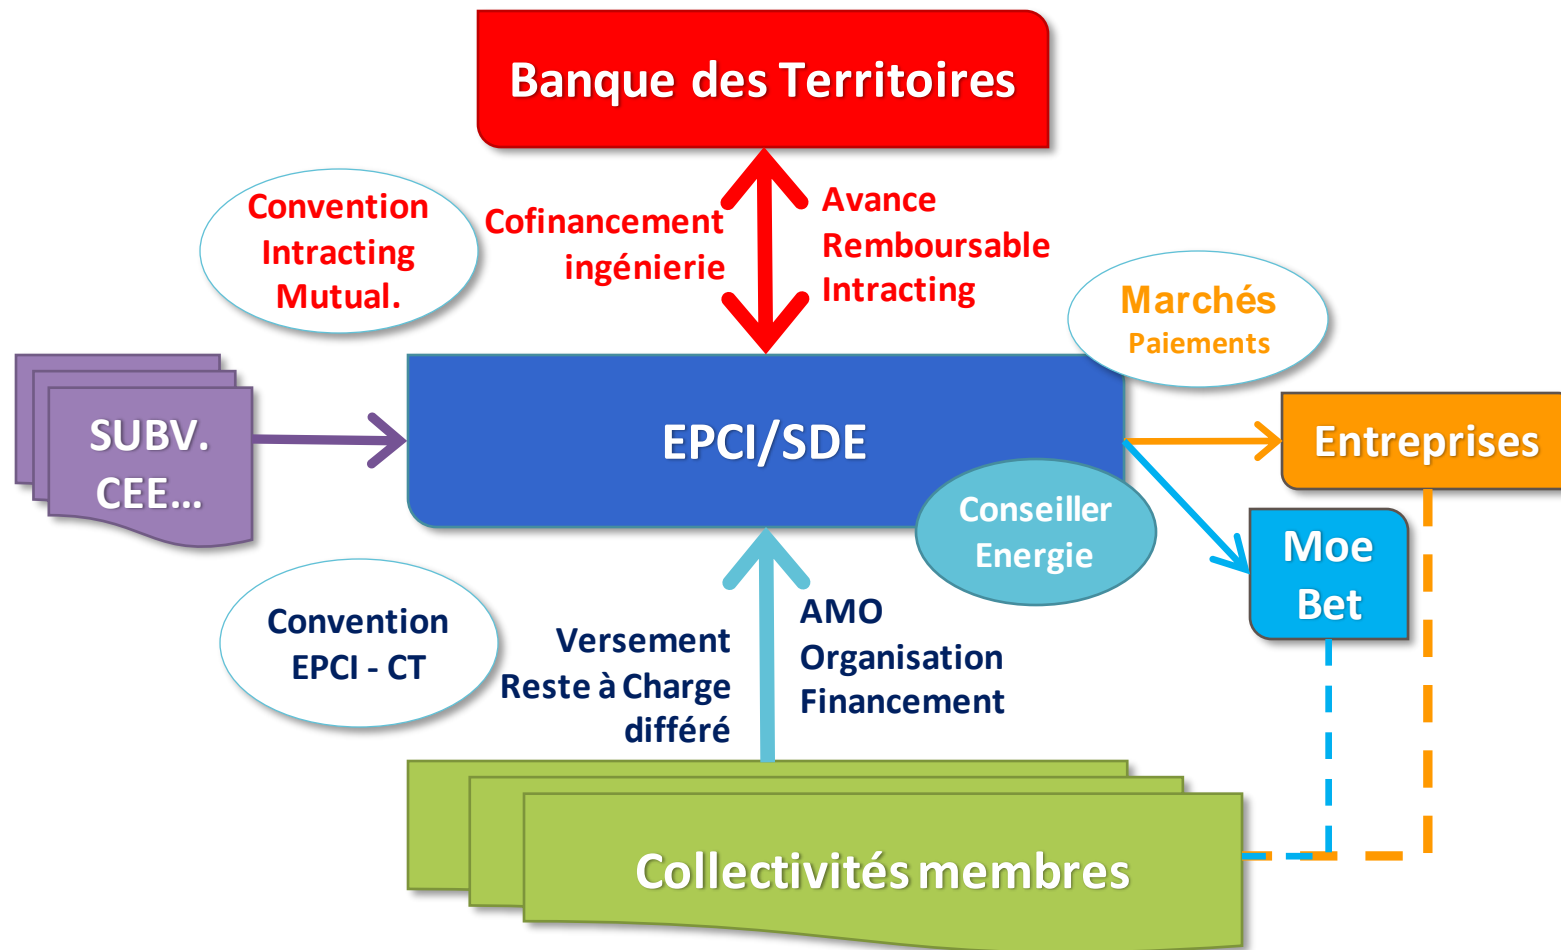 Banque des Territoires
Convention
Intracting
Mutual.
Cofinancement
ingénierie
Avance
Remboursable
Intracting
Marchés
Paiements
SUBV.
CEE...
EPCI/SDE
Entreprises
Conseiller
Energie
Moe
Bet
Convention
EPCI - CT
Versement
Reste à Charge
différé
AMO
Organisation
Financement
Collectivités membres